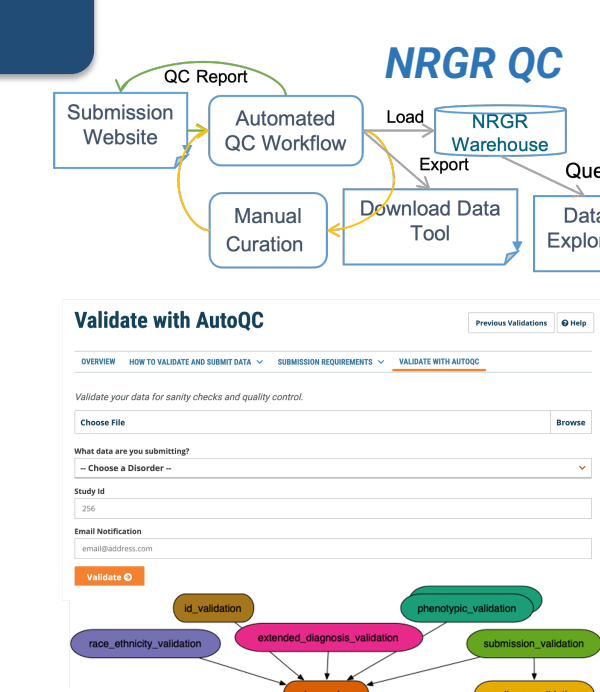 NRGR QC
QC Report
Submission
Website
Automated
QC Workflow
Load
NRGR
Warehouse
Export
Manual
Curation
Download Data
Tool
Validate with AutoQC
Previous Validations
Help
OVERVIEW
HOW TO VALIDATE AND SUBMIT DATA
SUBMISSION REQUIREMENTS
VALIDATE WITH AUTOQC
Validate your data for sanity checks and quality control.
Choose File
Browse
What data are you submitting?
-- Choose a Disorder --
Study Id
256
Email Notification
email@address.com
Validate
id_validation
phenotypic_validation
race_ethnicity_validation
extended_diagnosis_validation
submission_validation